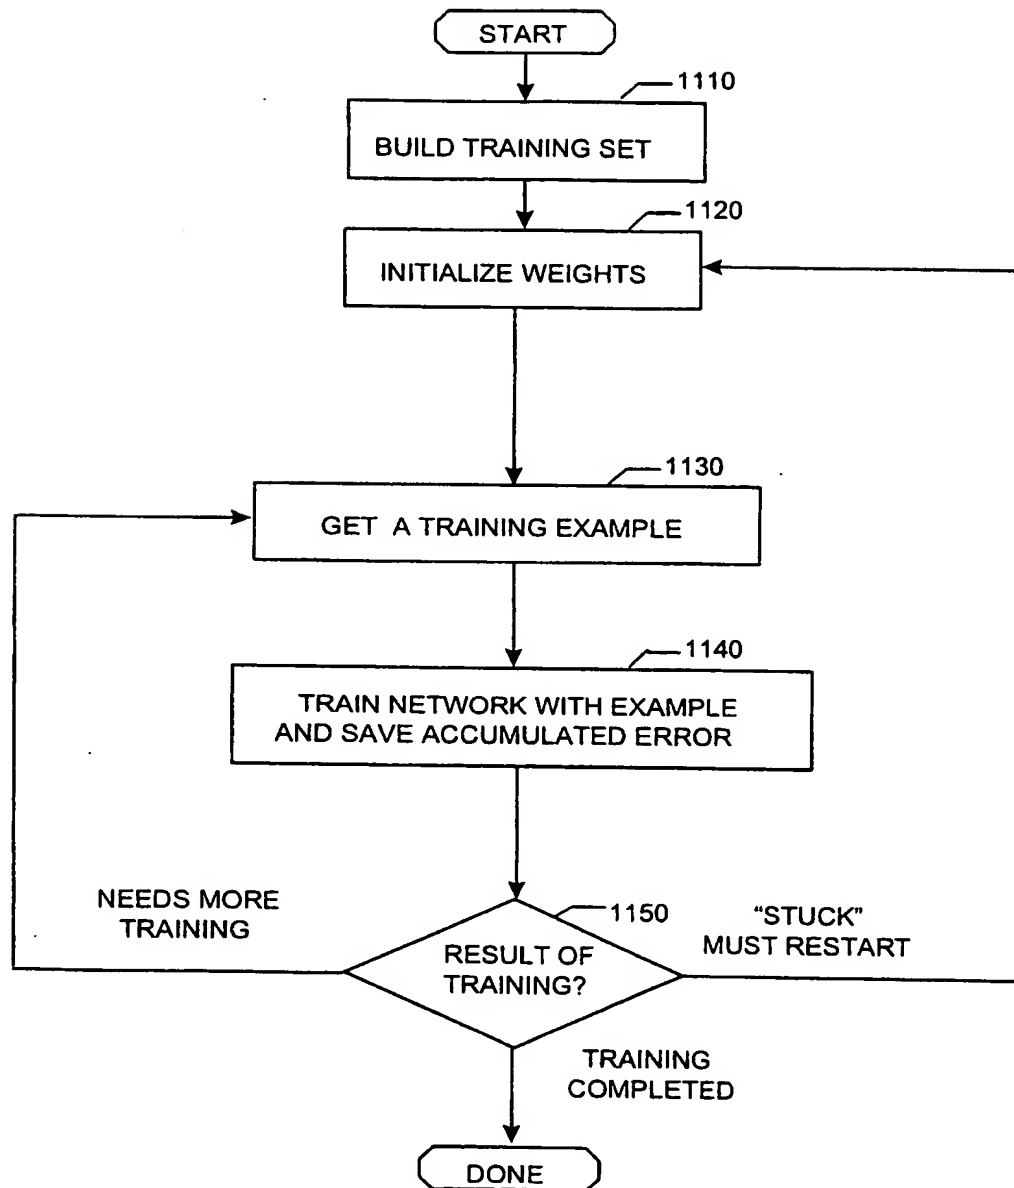 START
1110
BUILD TRAINING SET
1120
INITIALIZE WEIGHTS
1130
GET A TRAINING EXAMPLE
1140
TRAIN NETWORK WITH EXAMPLE
AND SAVE ACCUMULATED ERROR
NEEDS MORE
TRAINING
1150
RESULT OF
TRAINING?
"STUCK"
MUST RESTART
TRAINING
COMPLETED
DONE